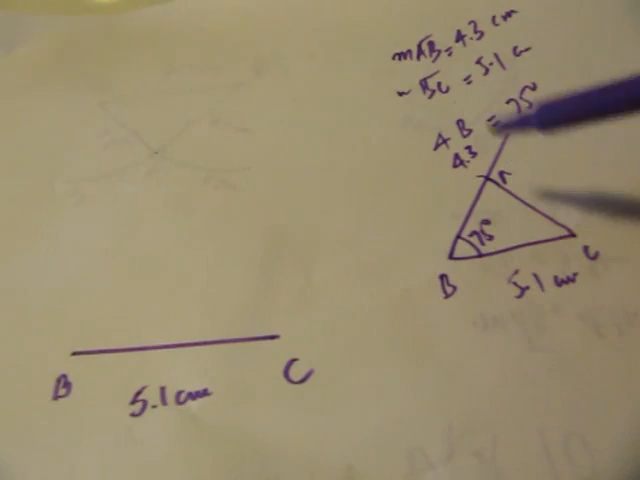 mAB = 4.3 cm
m BC = 5.1 c
∡ B = 75°
4.3
A
75°
B
C
5.1 cm
B
C
5.1 cm